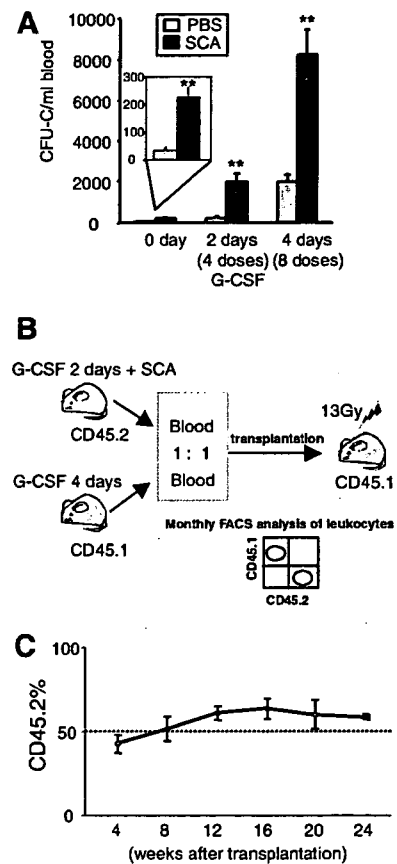 A
10000
8000
6000
4000
2000
0
CFU-C/ml blood
PBS
SCA
300
200
100
0
**
**
**
0 day
2 days
4 days
(4 doses)
(8 doses)
G-CSF
B
G-CSF 2 days + SCA
CD45.2
G-CSF 4 days
CD45.1
Blood
1 : 1
Blood
transplantation
13Gy
CD45.1
Monthly FACS analysis of leukocytes
CD45.1
CD45.2
C
100
50
0
CD45.2%
4
8
12
16
20
24
(weeks after transplantation)